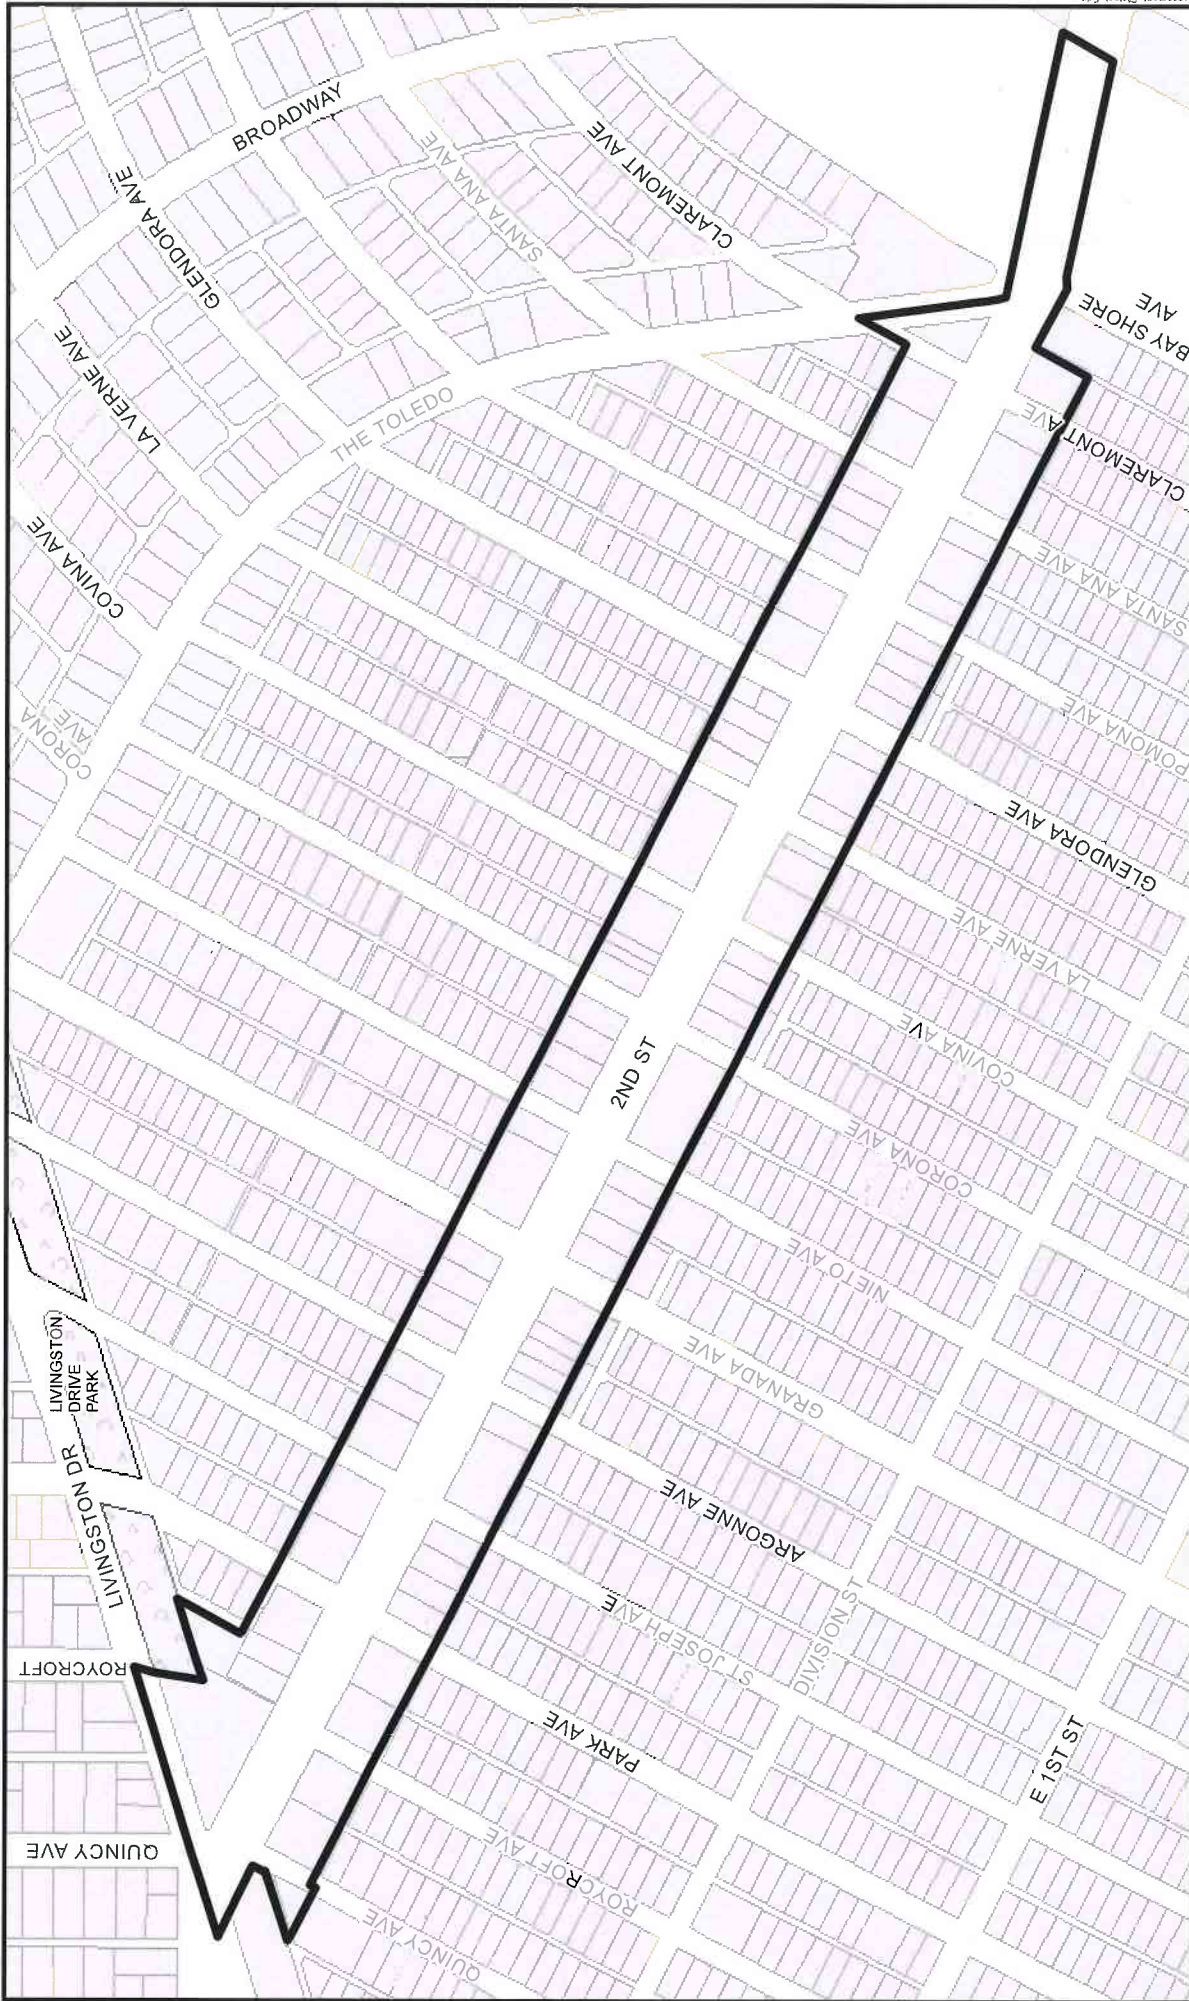 BROADWAY
GLENDORA AVE
SANTA ANA AVE
CLAREMONT AVE
LA VERNE AVE
THE TOLEDO
COVINA AVE
CORONA
AVE
BAY SHORE
AVE
CLAREMONT AVE
SANTA ANA AVE
POMONA AVE
GLENDORA AVE
LA VERNE AVE
COVINA AVE
2ND ST
CORONA AVE
NIETO AVE
GRANADA AVE
LIVINGSTON
DRIVE
PARK
LIVINGSTON DR
ARGONNE AVE
ST JOSEPH AVE
DIVISION ST
ROYCROFT
PARK AVE
E 1ST ST
QUINCY AVE
ROYCROFT AVE
QUINCY AVE